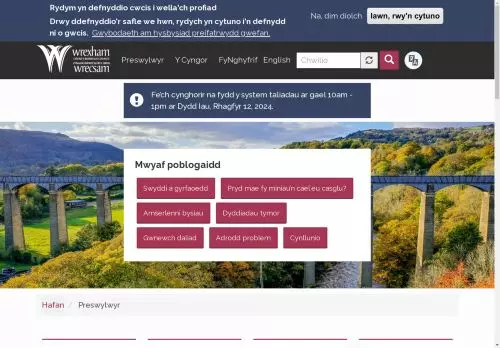 Rydym yn defnyddio cwcis i wella'ch profiad
Drwy ddefnyddio'r safle we hwn, rydych yn cytuno i'n defnydd
ni o gwcis. Gwybodaeth am hysbysiad preifatrwydd gwefan.
Na, dim diolch
Iawn, rwy'n cytuno
wrexham
wrecsam
Preswylwyr
Y Cyngor
FyNghyfrif
English
Chwilio
Fe'ch cynghorir na fydd y system taliadau ar gael 10am -
1pm ar Dydd Iau, Rhagfyr 12, 2024.
Mwyaf poblogaidd
Swyddi a gyrfaoedd
Pryd mae fy miniau'n cael eu casglu?
Amserlenni bysiau
Dyddiadau tymor
Gwnewch daliad
Adrodd problem
Cynllunio
Hafan / Preswylwyr